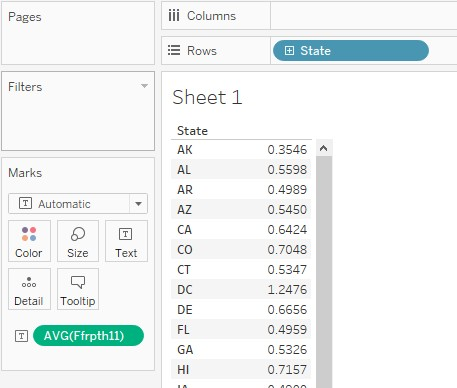 Pages
Columns
Rows
State
Filters
Sheet 1
State
AK 0.3546
AL 0.5598
AR 0.4989
AZ 0.5450
CA 0.6424
CO 0.7048
CT 0.5347
DC 1.2476
DE 0.6656
FL 0.4959
GA 0.5326
HI 0.7157
Marks
Automatic
Color Size Text
Detail Tooltip
AVG(Ffrpth11)